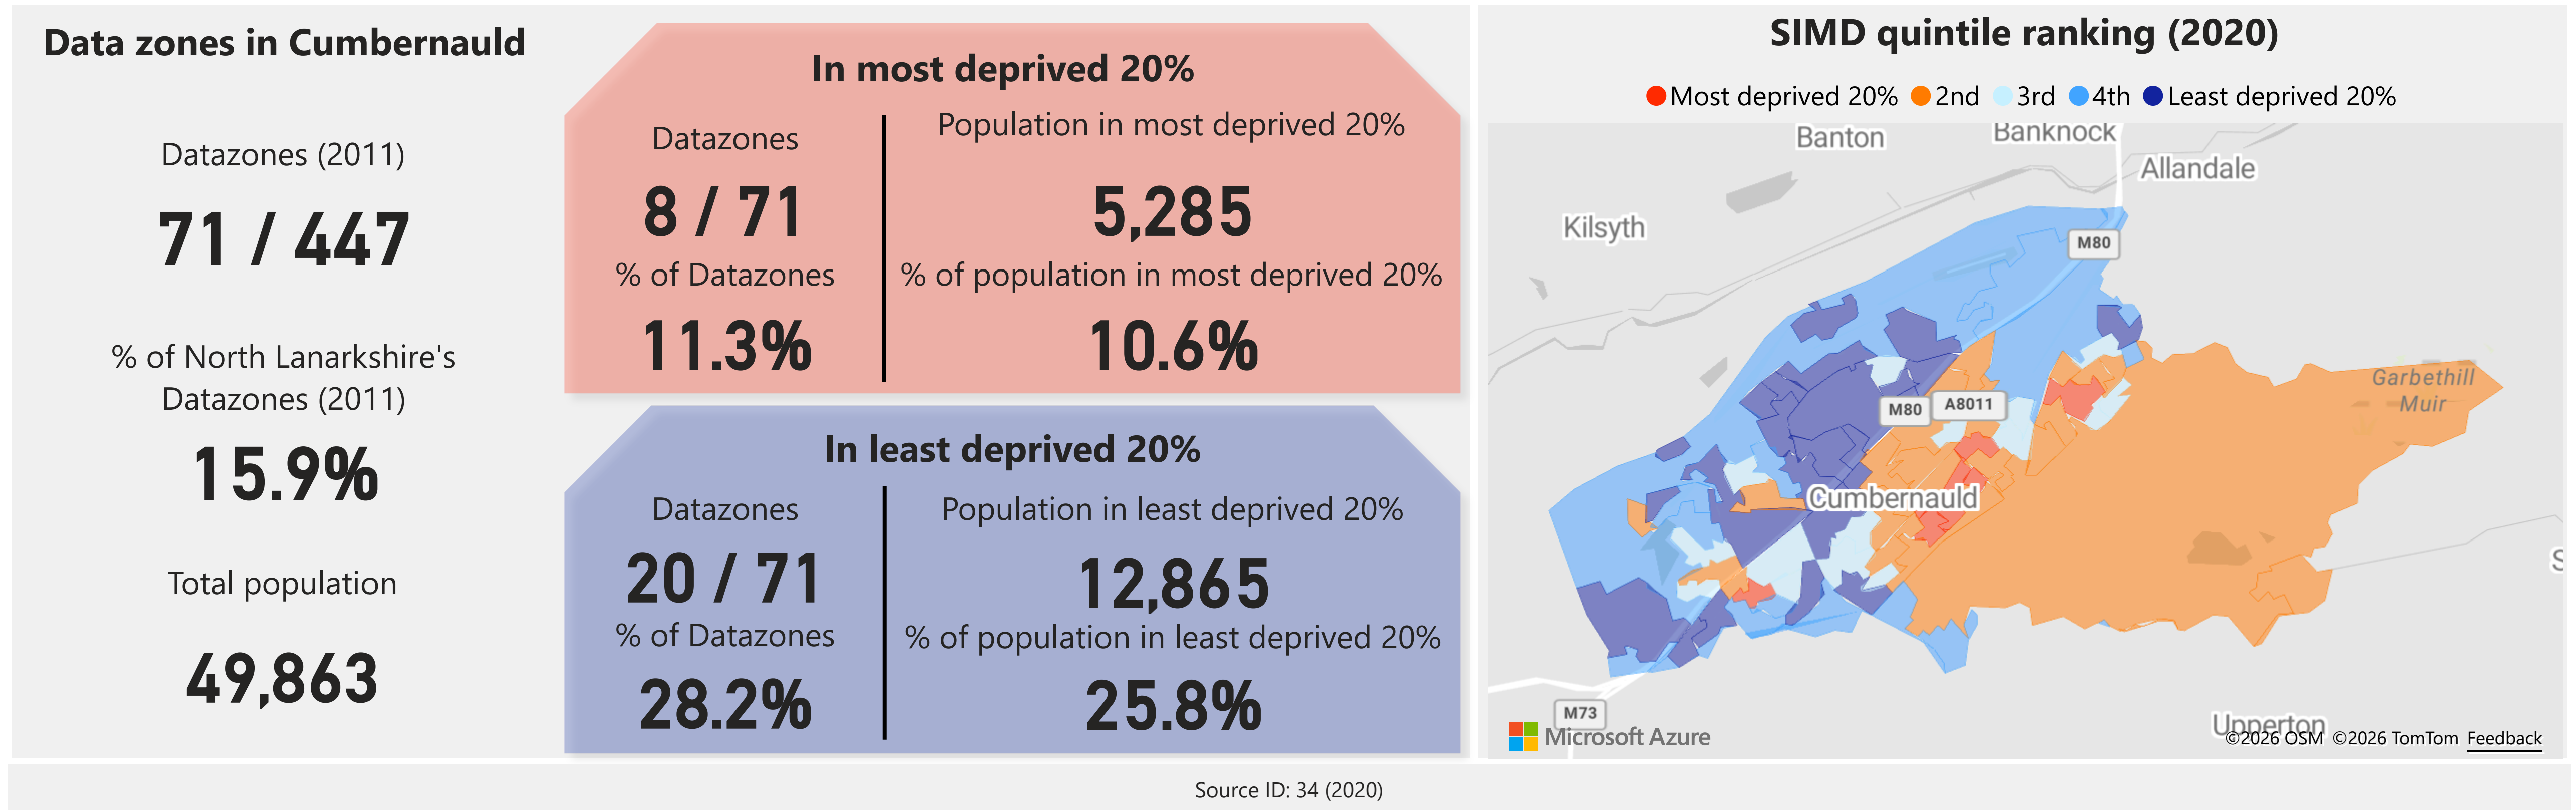 Data zones in Cumbernauld
Datazones (2011)
71 / 447
% of North Lanarkshire's
Datazones (2011)
15.9%
Total population
49,863
In most deprived 20%
Datazones
8 / 71
% of Datazones
11.3%
Population in most deprived 20%
5,285
% of population in most deprived 20%
10.6%
In least deprived 20%
Datazones
20 / 71
% of Datazones
28.2%
Population in least deprived 20%
12,865
% of population in least deprived 20%
25.8%
SIMD quintile ranking (2020)
Most deprived 20% 2nd 3rd 4th Least deprived 20%
Banton
Banknock
Allandale
Kilsyth
M80
Garbethill
Muir
M80
A8011
Cumbernauld
S
M73
Upperton
Microsoft Azure
©2026 OSM ©2026 TomTom Feedback
Source ID: 34 (2020)